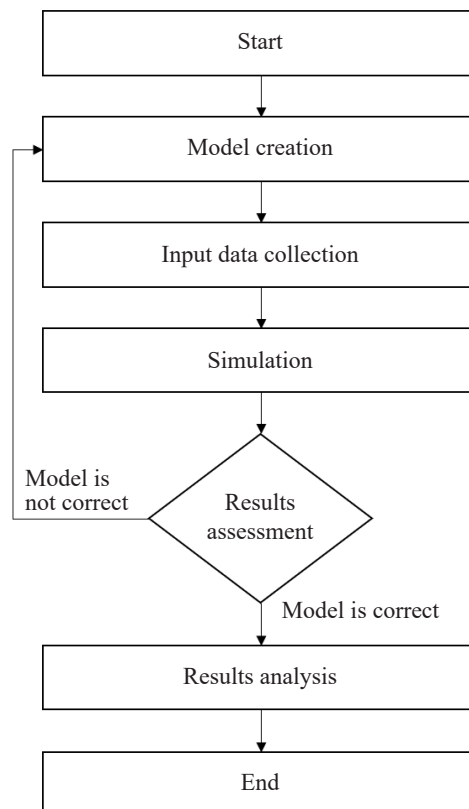 Start
Model creation
Input data collection
Simulation
Model is
not correct
Results
assessment
Model is correct
Results analysis
End